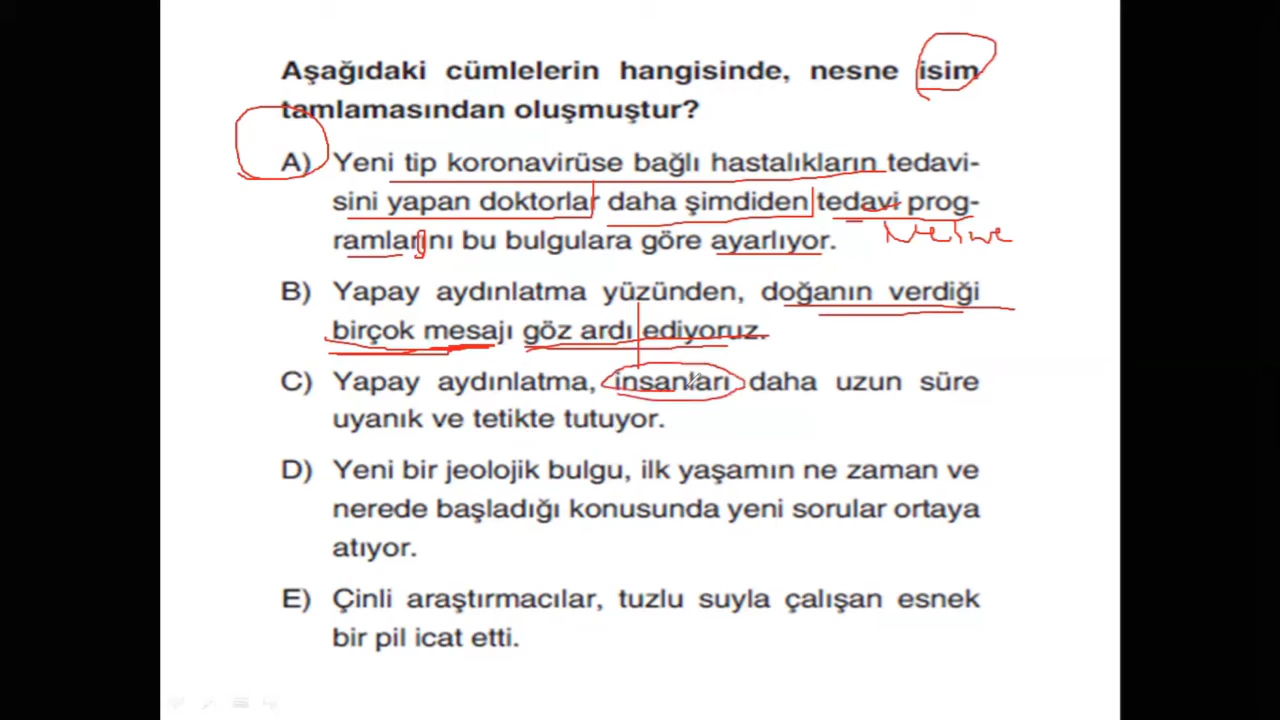 Aşağıdaki cümlelerin hangisinde, nesne isim
tamlamasından oluşmuştur?
A) Yeni tip koronavirüse bağlı hastalıkların tedavi-
sini yapan doktorlar daha şimdiden tedavi prog-
ramlarını bu bulgulara göre ayarlıyor.
Nesne
B) Yapay aydınlatma yüzünden, doğanın verdiği
birçok mesajı göz ardı ediyoruz.
C) Yapay aydınlatma, insanları daha uzun süre
uyanık ve tetikte tutuyor.
D) Yeni bir jeolojik bulgu, ilk yaşamın ne zaman ve
nerede başladığı konusunda yeni sorular ortaya
atıyor.
E) Çinli araştırmacılar, tuzlu suyla çalışan esnek
bir pil icat etti.